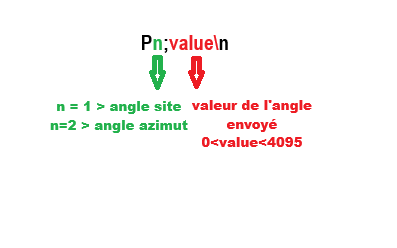 Pn;value\n
n = 1 > angle site
n=2 > angle azimut
valeur de l'angle
envoyé
0<value<4095